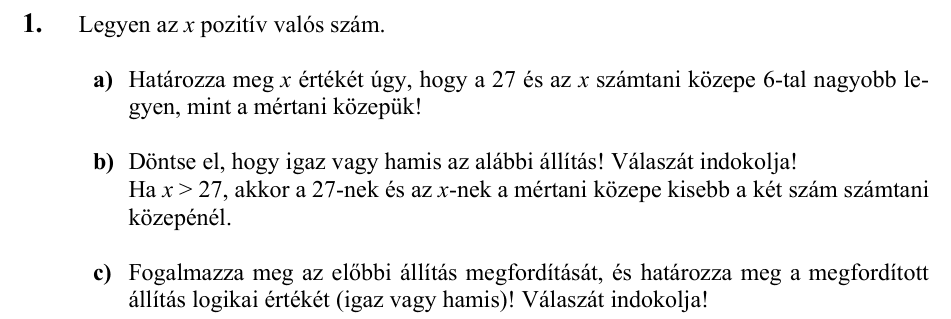 1. Legyen az x pozitív valós szám.
a) Határozza meg x értékét úgy, hogy a 27 és az x számtani közepe 6-tal nagyobb le-
gyen, mint a mértani közepük!
b) Döntse el, hogy igaz vagy hamis az alábbi állítás! Válaszát indokolja!
Ha x > 27, akkor a 27-nek és az x-nek a mértani közepe kisebb a két szám számtani
közepénél.
c) Fogalmazza meg az előbbi állítás megfordítását, és határozza meg a megfordított
állítás logikai értékét (igaz vagy hamis)! Válaszát indokolja!